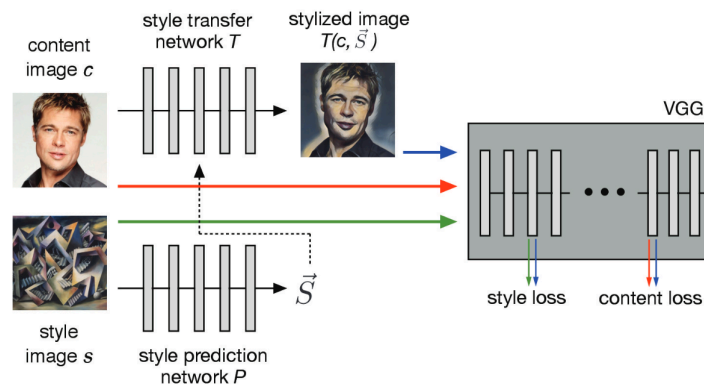 style transfer
network T
stylized image
T(c, S⃗ )
content
image c
VGG
S⃗
style loss
content loss
style
image s
style prediction
network P